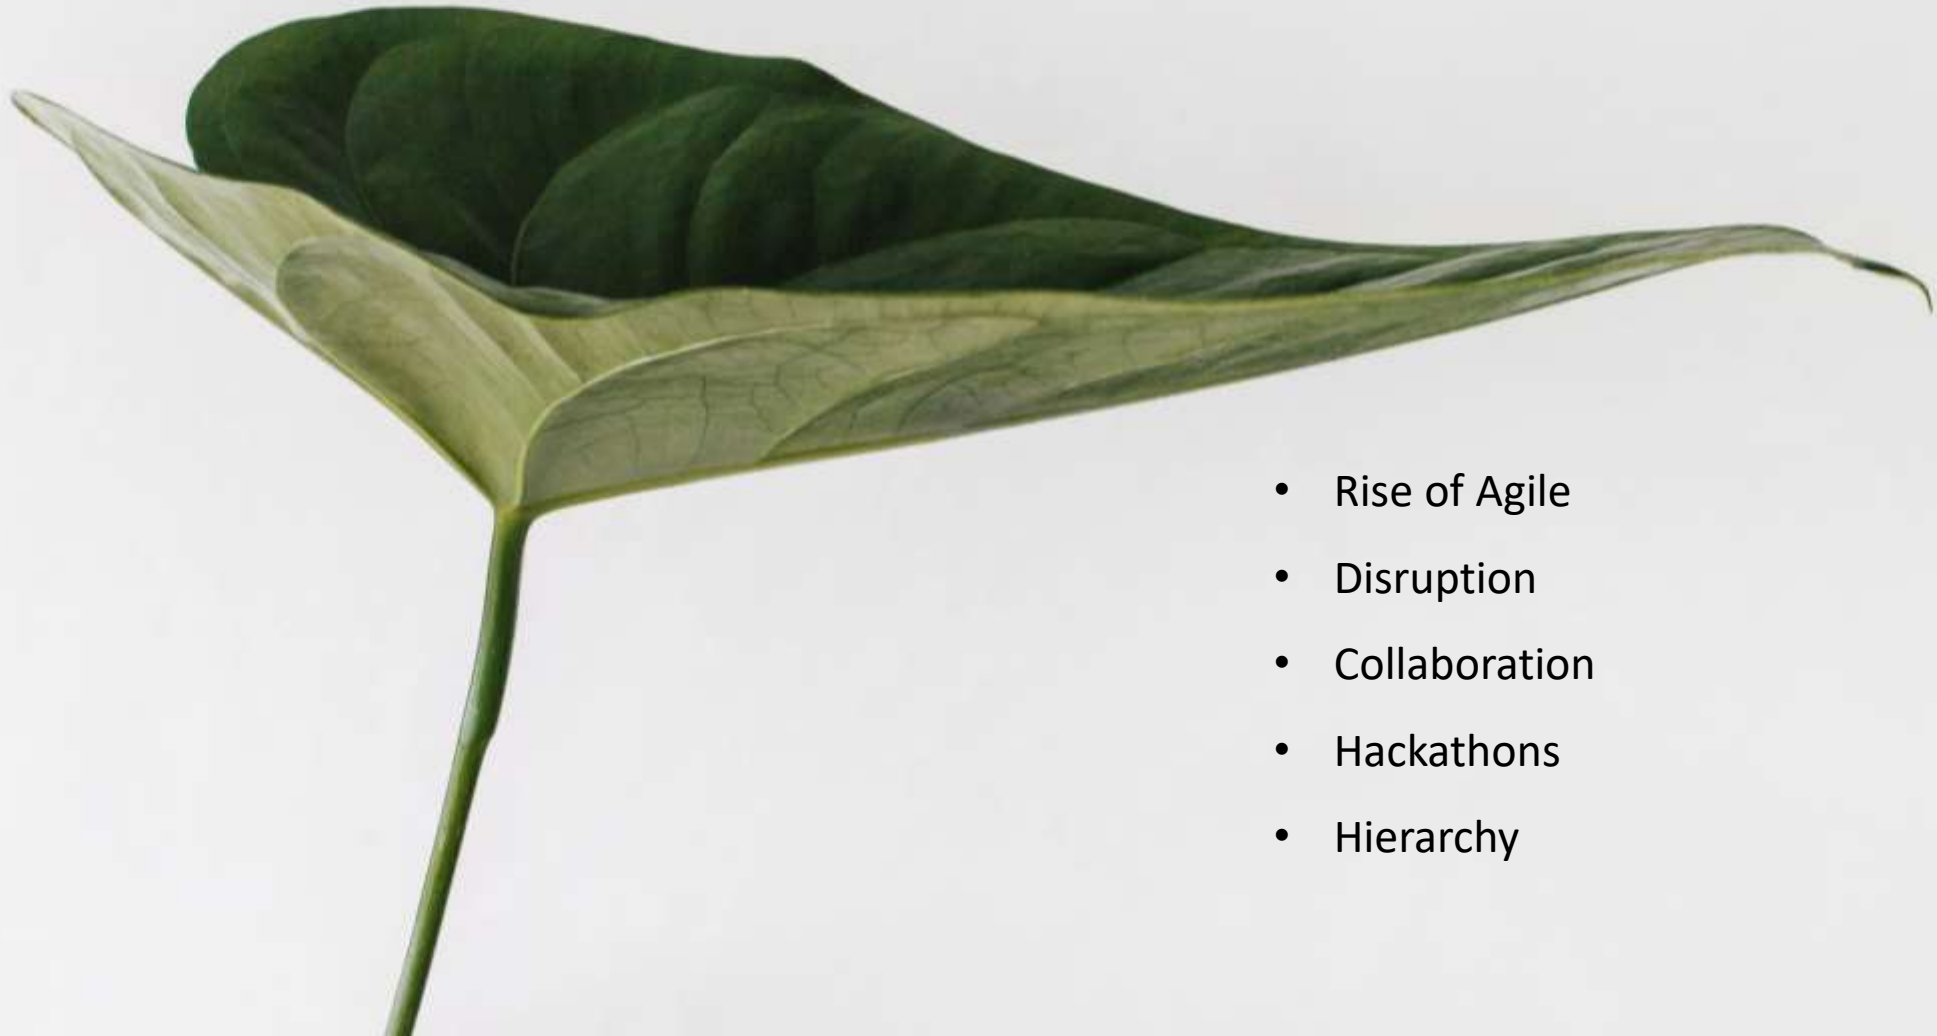 • Rise of Agile
• Disruption
• Collaboration
• Hackathons
• Hierarchy